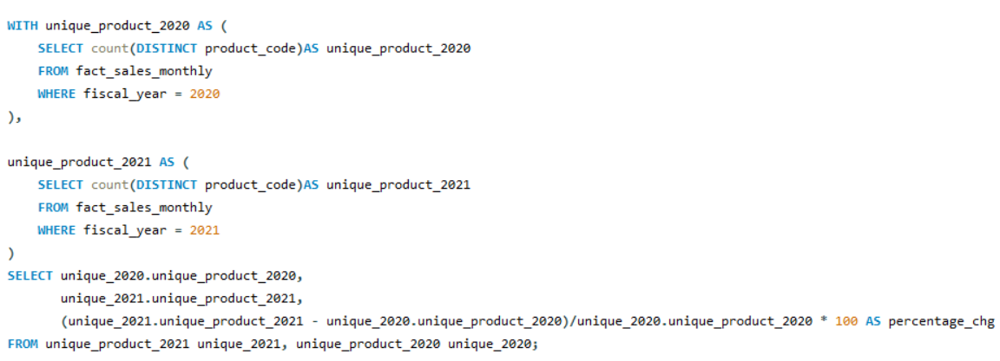 WITH unique_product_2020 AS (
    SELECT count(DISTINCT product_code)AS unique_product_2020
    FROM fact_sales_monthly
    WHERE fiscal_year = 2020
),
unique_product_2021 AS (
    SELECT count(DISTINCT product_code)AS unique_product_2021
    FROM fact_sales_monthly
    WHERE fiscal_year = 2021
)
SELECT unique_2020.unique_product_2020,
       unique_2021.unique_product_2021,
       (unique_2021.unique_product_2021 - unique_2020.unique_product_2020)/unique_2020.unique_product_2020 * 100 AS percentage_chg
FROM unique_product_2021 unique_2021, unique_product_2020 unique_2020;